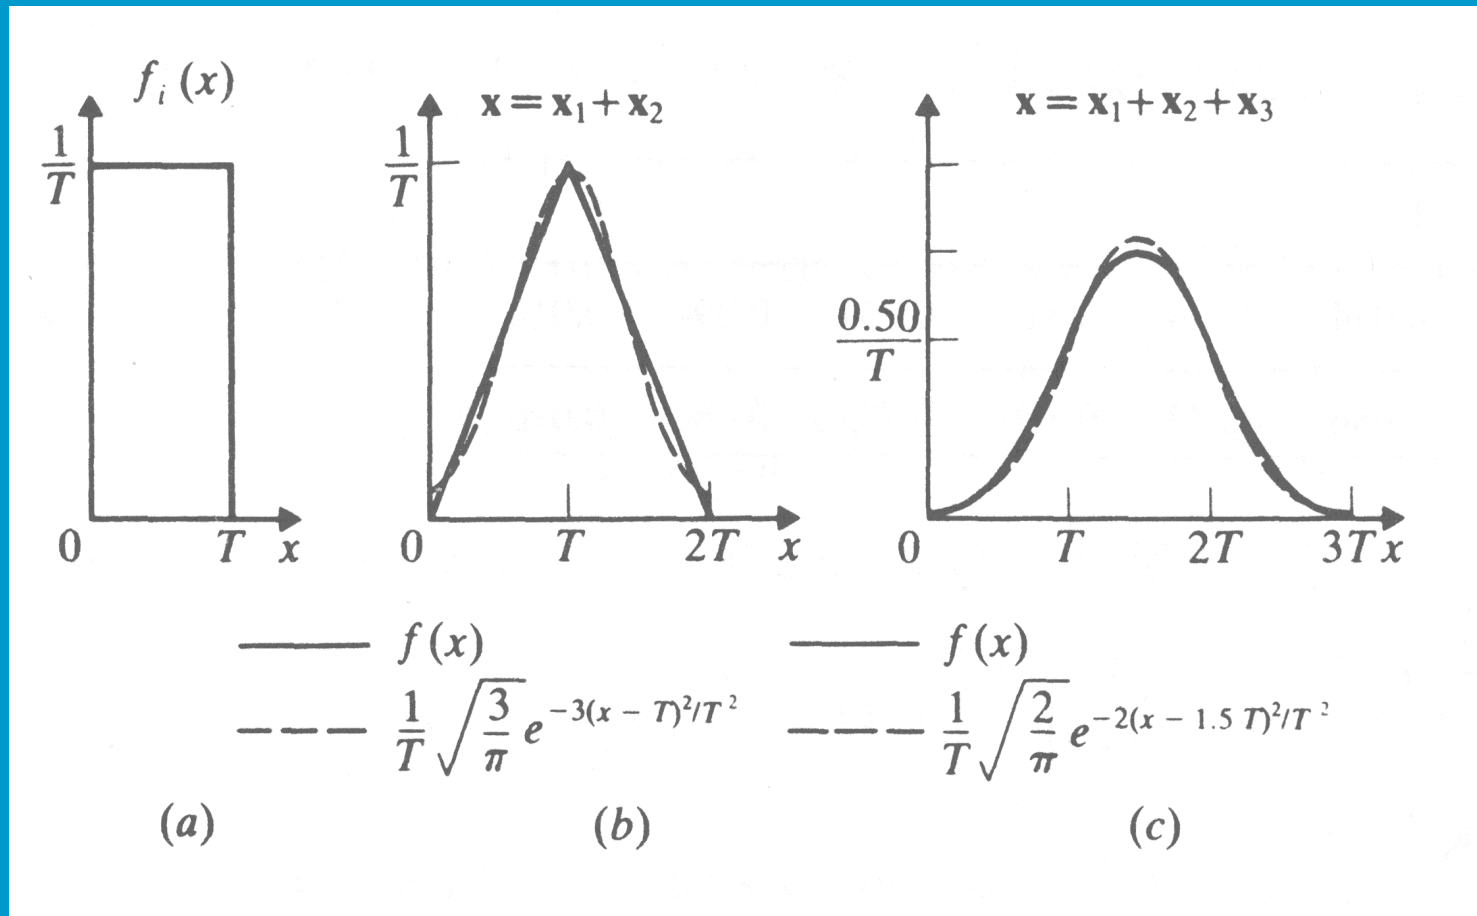 fᵢ (x)
1/T
0 T x
(a)
x = x₁ + x₂
1/T
0 T 2T x
f (x)
1/T √(3/π) e^−3(x − T)²/T²
(b)
x = x₁ + x₂ + x₃
0.50/T
0 T 2T 3T x
f (x)
1/T √(2/π) e^−2(x − 1.5 T)²/T²
(c)